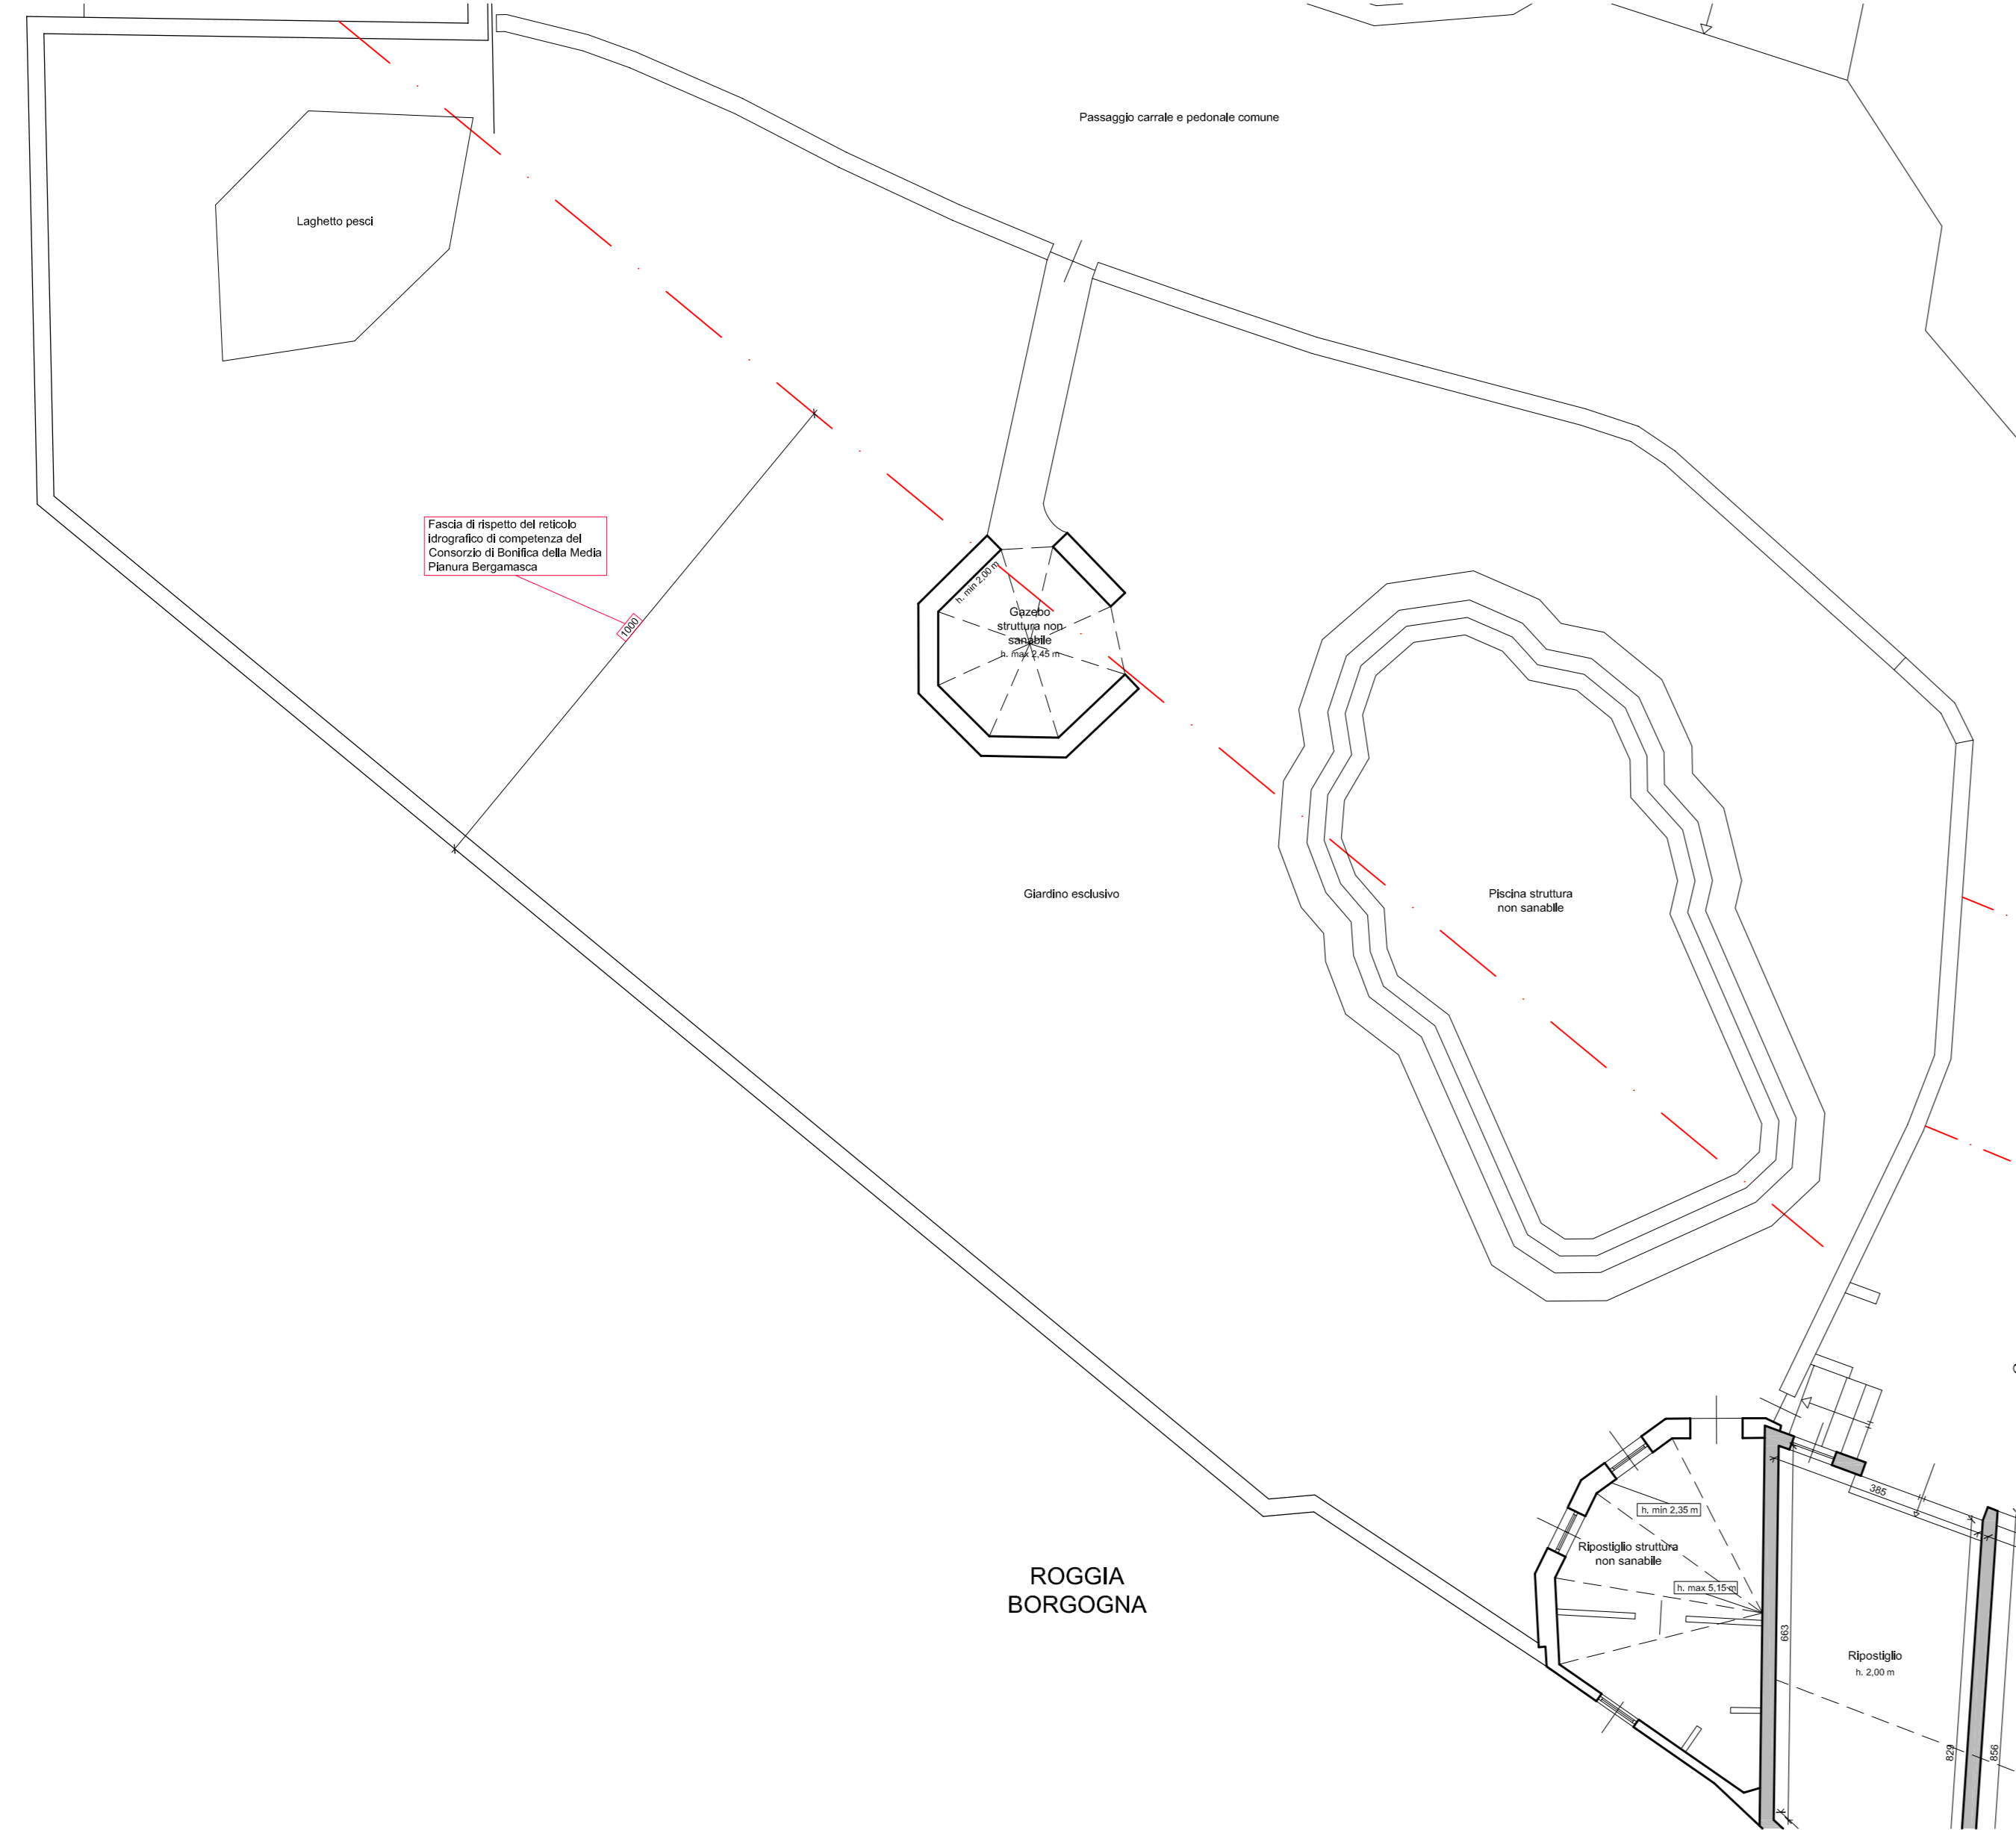 Passaggio carrale e pedonale comune
Laghetto pesci
Fascia di rispetto del reticolo
idrografico di competenza del
Consorzio di Bonifica della Media
Pianura Bergamasca
1000
h. min 2,00 m
Gazebo
struttura non
sanabile
h. max 2,45 m
Giardino esclusivo
Piscina struttura
non sanabile
385
h. min 2,35 m
Ripostiglio struttura
non sanabile
h. max 5,15 m
ROGGIA
BORGOGNA
663
Ripostiglio
h. 2,00 m
829
856